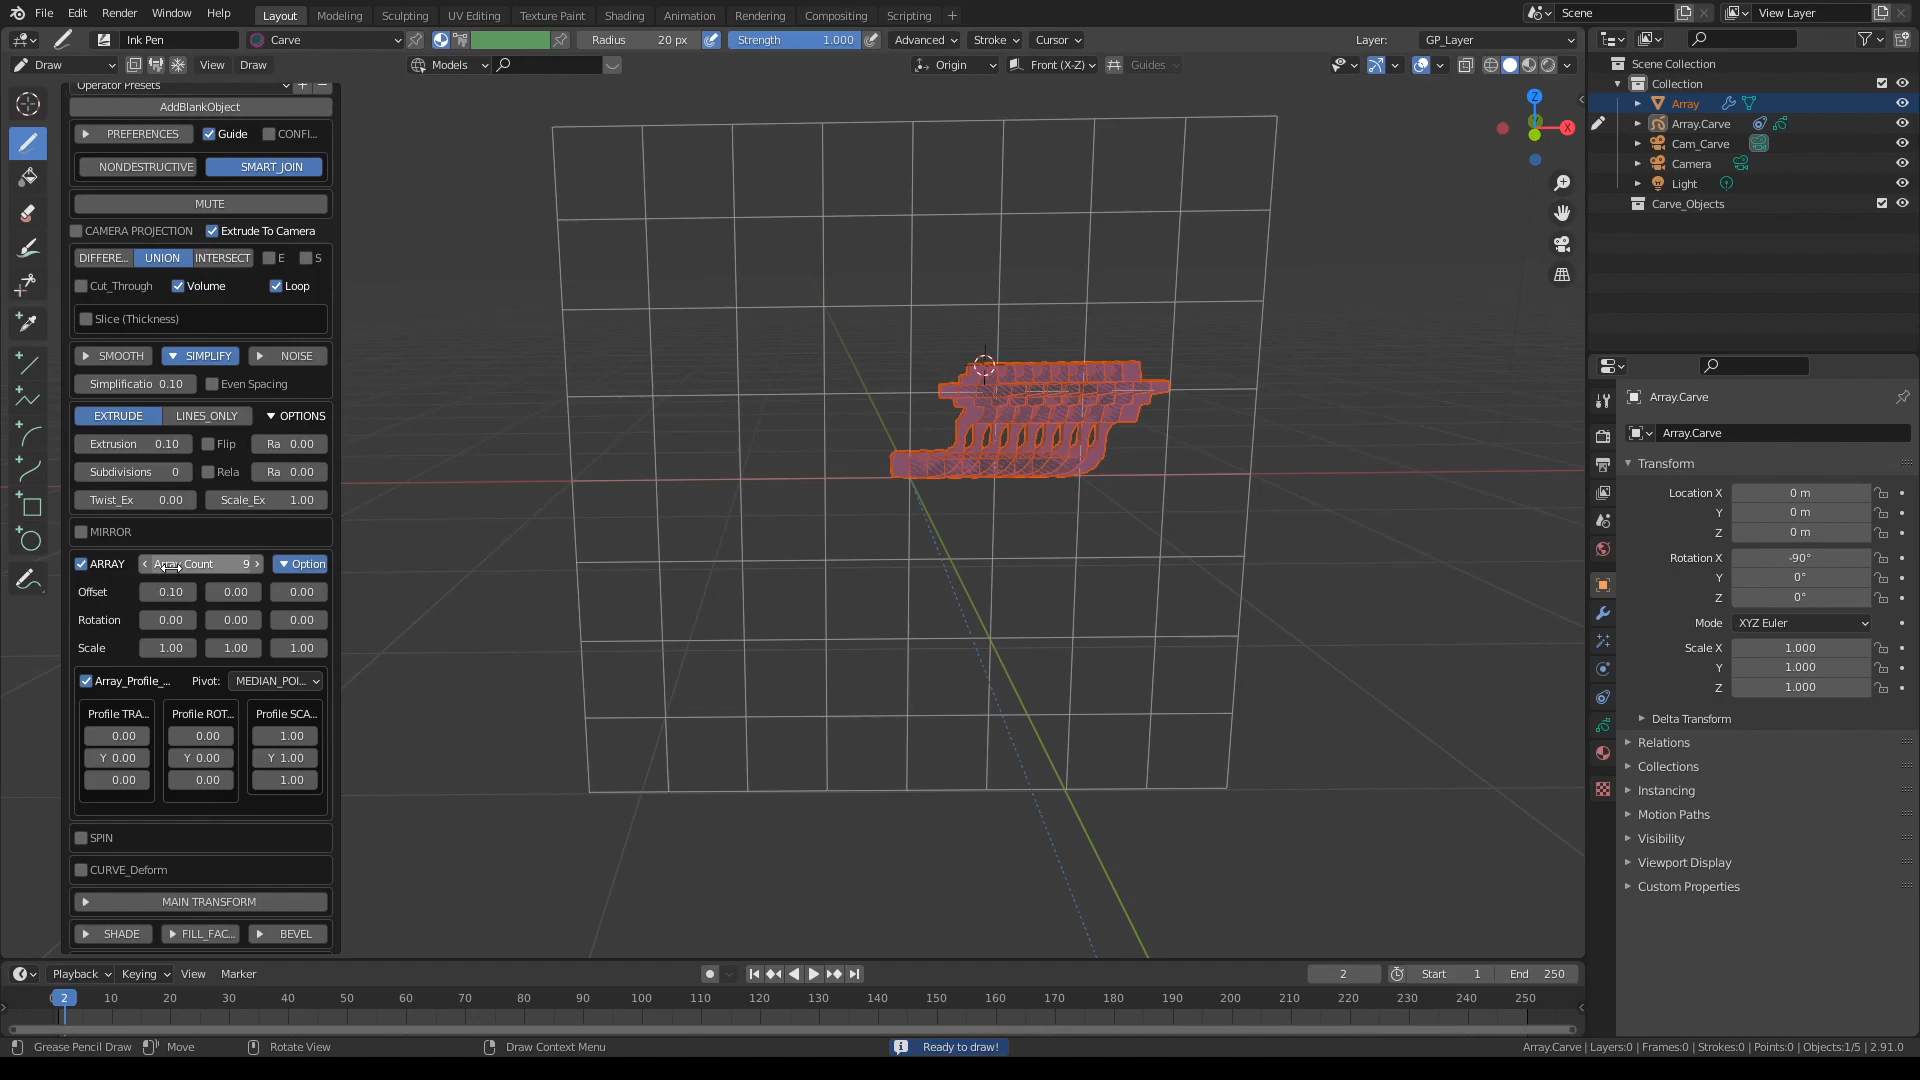 File Edit Render Window Help Layout Modeling Sculpting UV Editing Texture Paint Shading Animation Rendering Compositing Scripting + Scene View Layer
Ink Pen Carve Radius 20 px Strength 1.000 Advanced Stroke Cursor Layer: GP_Layer
Draw View Draw Models Origin Front (X-Z) Guides
Operator Presets
AddBlankObject
PREFERENCES Guide CONFI...
NONDESTRUCTIVE SMART_JOIN
MUTE
CAMERA PROJECTION Extrude To Camera
DIFFERE... UNION INTERSECT E S
Cut_Through Volume Loop
Slice (Thickness)
SMOOTH SIMPLIFY NOISE
Simplificatio 0.10 Even Spacing
EXTRUDE LINES_ONLY OPTIONS
Extrusion 0.10 Flip Ra 0.00
Subdivisions 0 Rela Ra 0.00
Twist_Ex 0.00 Scale_Ex 1.00
MIRROR
ARRAY Array Count 9 Option
Offset 0.10 0.00 0.00
Rotation 0.00 0.00 0.00
Scale 1.00 1.00 1.00
Array_Profile_... Pivot: MEDIAN_POI...
Profile TRA... Profile ROT... Profile SCA...
0.00 0.00 1.00
Y 0.00 Y 0.00 Y 1.00
0.00 0.00 1.00
SPIN
CURVE_Deform
MAIN TRANSFORM
SHADE FILL_FAC... BEVEL
Z
X
Scene Collection
Collection
Array
Array.Carve
Cam_Carve
Camera
Light
Carve_Objects
Array.Carve
Array.Carve
Transform
Location X 0 m
Y 0 m
Z 0 m
Rotation X -90°
Y 0°
Z 0°
Mode XYZ Euler
Scale X 1.000
Y 1.000
Z 1.000
Delta Transform
Relations
Collections
Instancing
Motion Paths
Visibility
Viewport Display
Custom Properties
Playback Keying View Marker 2 Start 1 End 250
2 10 20 30 40 50 60 70 80 90 100 110 120 130 140 150 160 170 180 190 200 210 220 230 240 250
Grease Pencil Draw Move Rotate View Draw Context Menu Ready to draw! Array.Carve | Layers:0 | Frames:0 | Strokes:0 | Points:0 | Objects:1/5 | 2.91.0